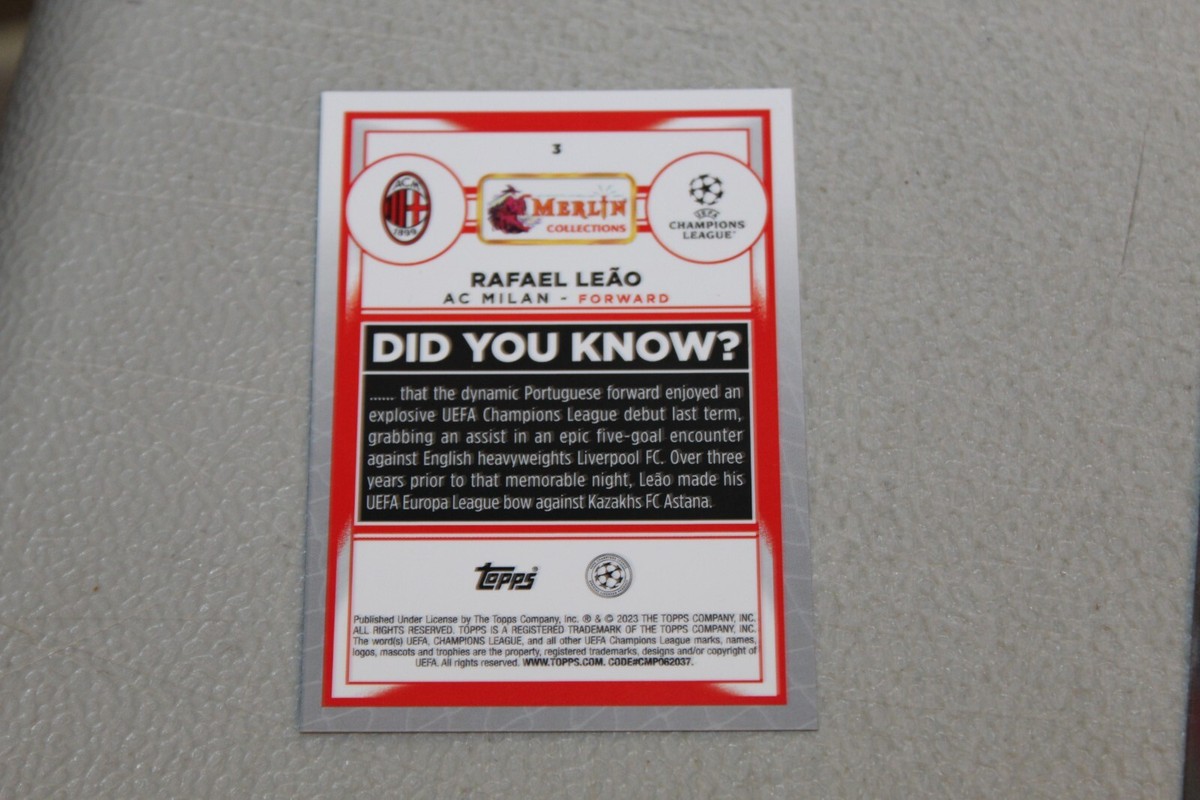 3
ACM
1899
MERLIN
COLLECTIONS
UEFA
CHAMPIONS
LEAGUE
RAFAEL LEÃO
AC MILAN - FORWARD
DID YOU KNOW?
...... that the dynamic Portuguese forward enjoyed an
explosive UEFA Champions League debut last term,
grabbing an assist in an epic five-goal encounter
against English heavyweights Liverpool FC. Over three
years prior to that memorable night, Leão made his
UEFA Europa League bow against Kazakhs FC Astana.
Topps®
Published Under License by The Topps Company, Inc. ® & © 2023 THE TOPPS COMPANY, INC.
ALL RIGHTS RESERVED. TOPPS IS A REGISTERED TRADEMARK OF THE TOPPS COMPANY, INC.
The word(s) UEFA, CHAMPIONS LEAGUE, and all other UEFA Champions League marks, names,
logos, mascots and trophies are the property, registered trademarks, designs and/or copyright of
UEFA. All rights reserved. WWW.TOPPS.COM. CODE#CMP062037.